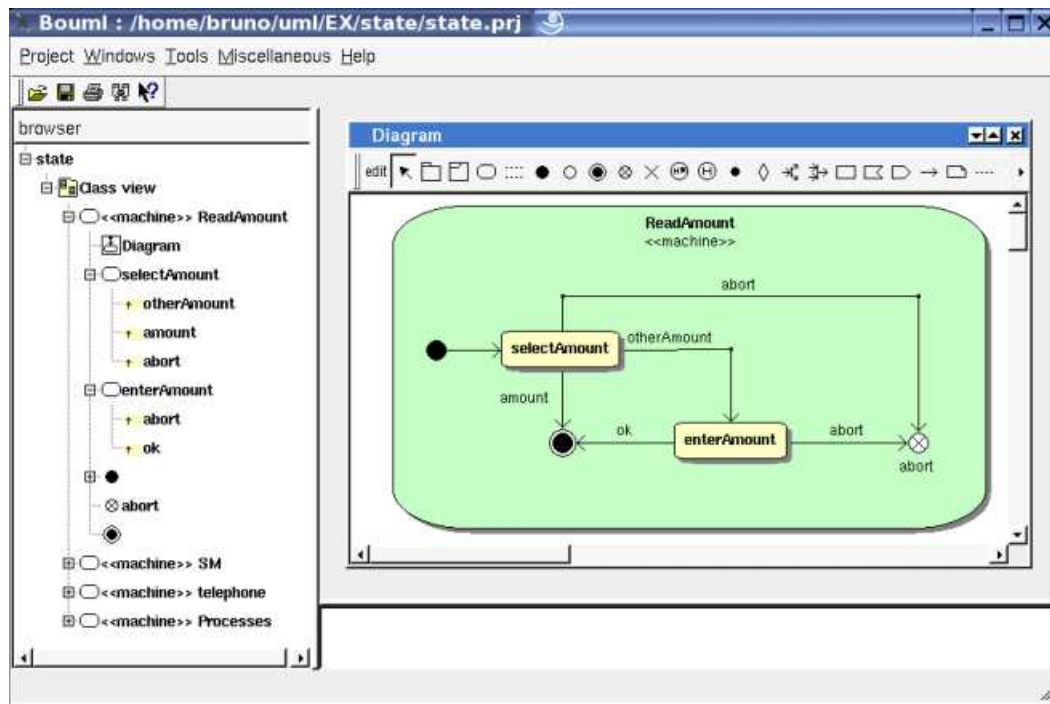 Bouml : /home/bruno/uml/EX/state/state.prj
Project Windows Tools Miscellaneous Help
browser
state
Class view
<<machine>> ReadAmount
Diagram
selectAmount
otherAmount
amount
abort
enterAmount
abort
ok
abort
<<machine>> SM
<<machine>> telephone
<<machine>> Processes
Diagram
edit
ReadAmount
<<machine>>
abort
selectAmount
otherAmount
amount
ok
enterAmount
abort
abort